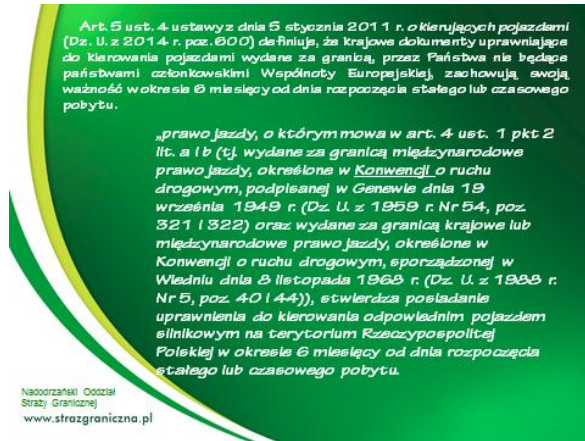 Art. 5 ust. 4 ustawy z dnia 5 stycznia 2011 r. o kierujących pojazdami
(Dz. U. z 2014 r. poz. 600) definiuje, że krajowe dokumenty uprawniające
do kierowania pojazdami wydane za granicą, przez Państwa nie będące
państwami członkowskimi Wspólnoty Europejskiej, zachowują swoją
ważność w okresie 6 miesięcy od dnia rozpoczęcia stałego lub czasowego
pobytu.
„prawo jazdy, o którym mowa w art. 4 ust. 1 pkt 2
lit. a i b (tj. wydane za granicą międzynarodowe
prawo jazdy, określone w Konwencji o ruchu
drogowym, podpisanej w Genewie dnia 19
września 1949 r. (Dz. U. z 1959 r. Nr 54, poz.
321 i 322) oraz wydane za granicą krajowe lub
międzynarodowe prawo jazdy, określone w
Konwencji o ruchu drogowym, sporządzonej w
Wiedniu dnia 8 listopada 1968 r. (Dz. U. z 1988 r.
Nr 5, poz. 40 i 44)), stwierdza posiadanie
uprawnienia do kierowania odpowiednim pojazdem
silnikowym na terytorium Rzeczypospolitej
Polskiej w okresie 6 miesięcy od dnia rozpoczęcia
stałego lub czasowego pobytu.
Nadodrzański Oddział
Straży Granicznej
www.strazgraniczna.pl